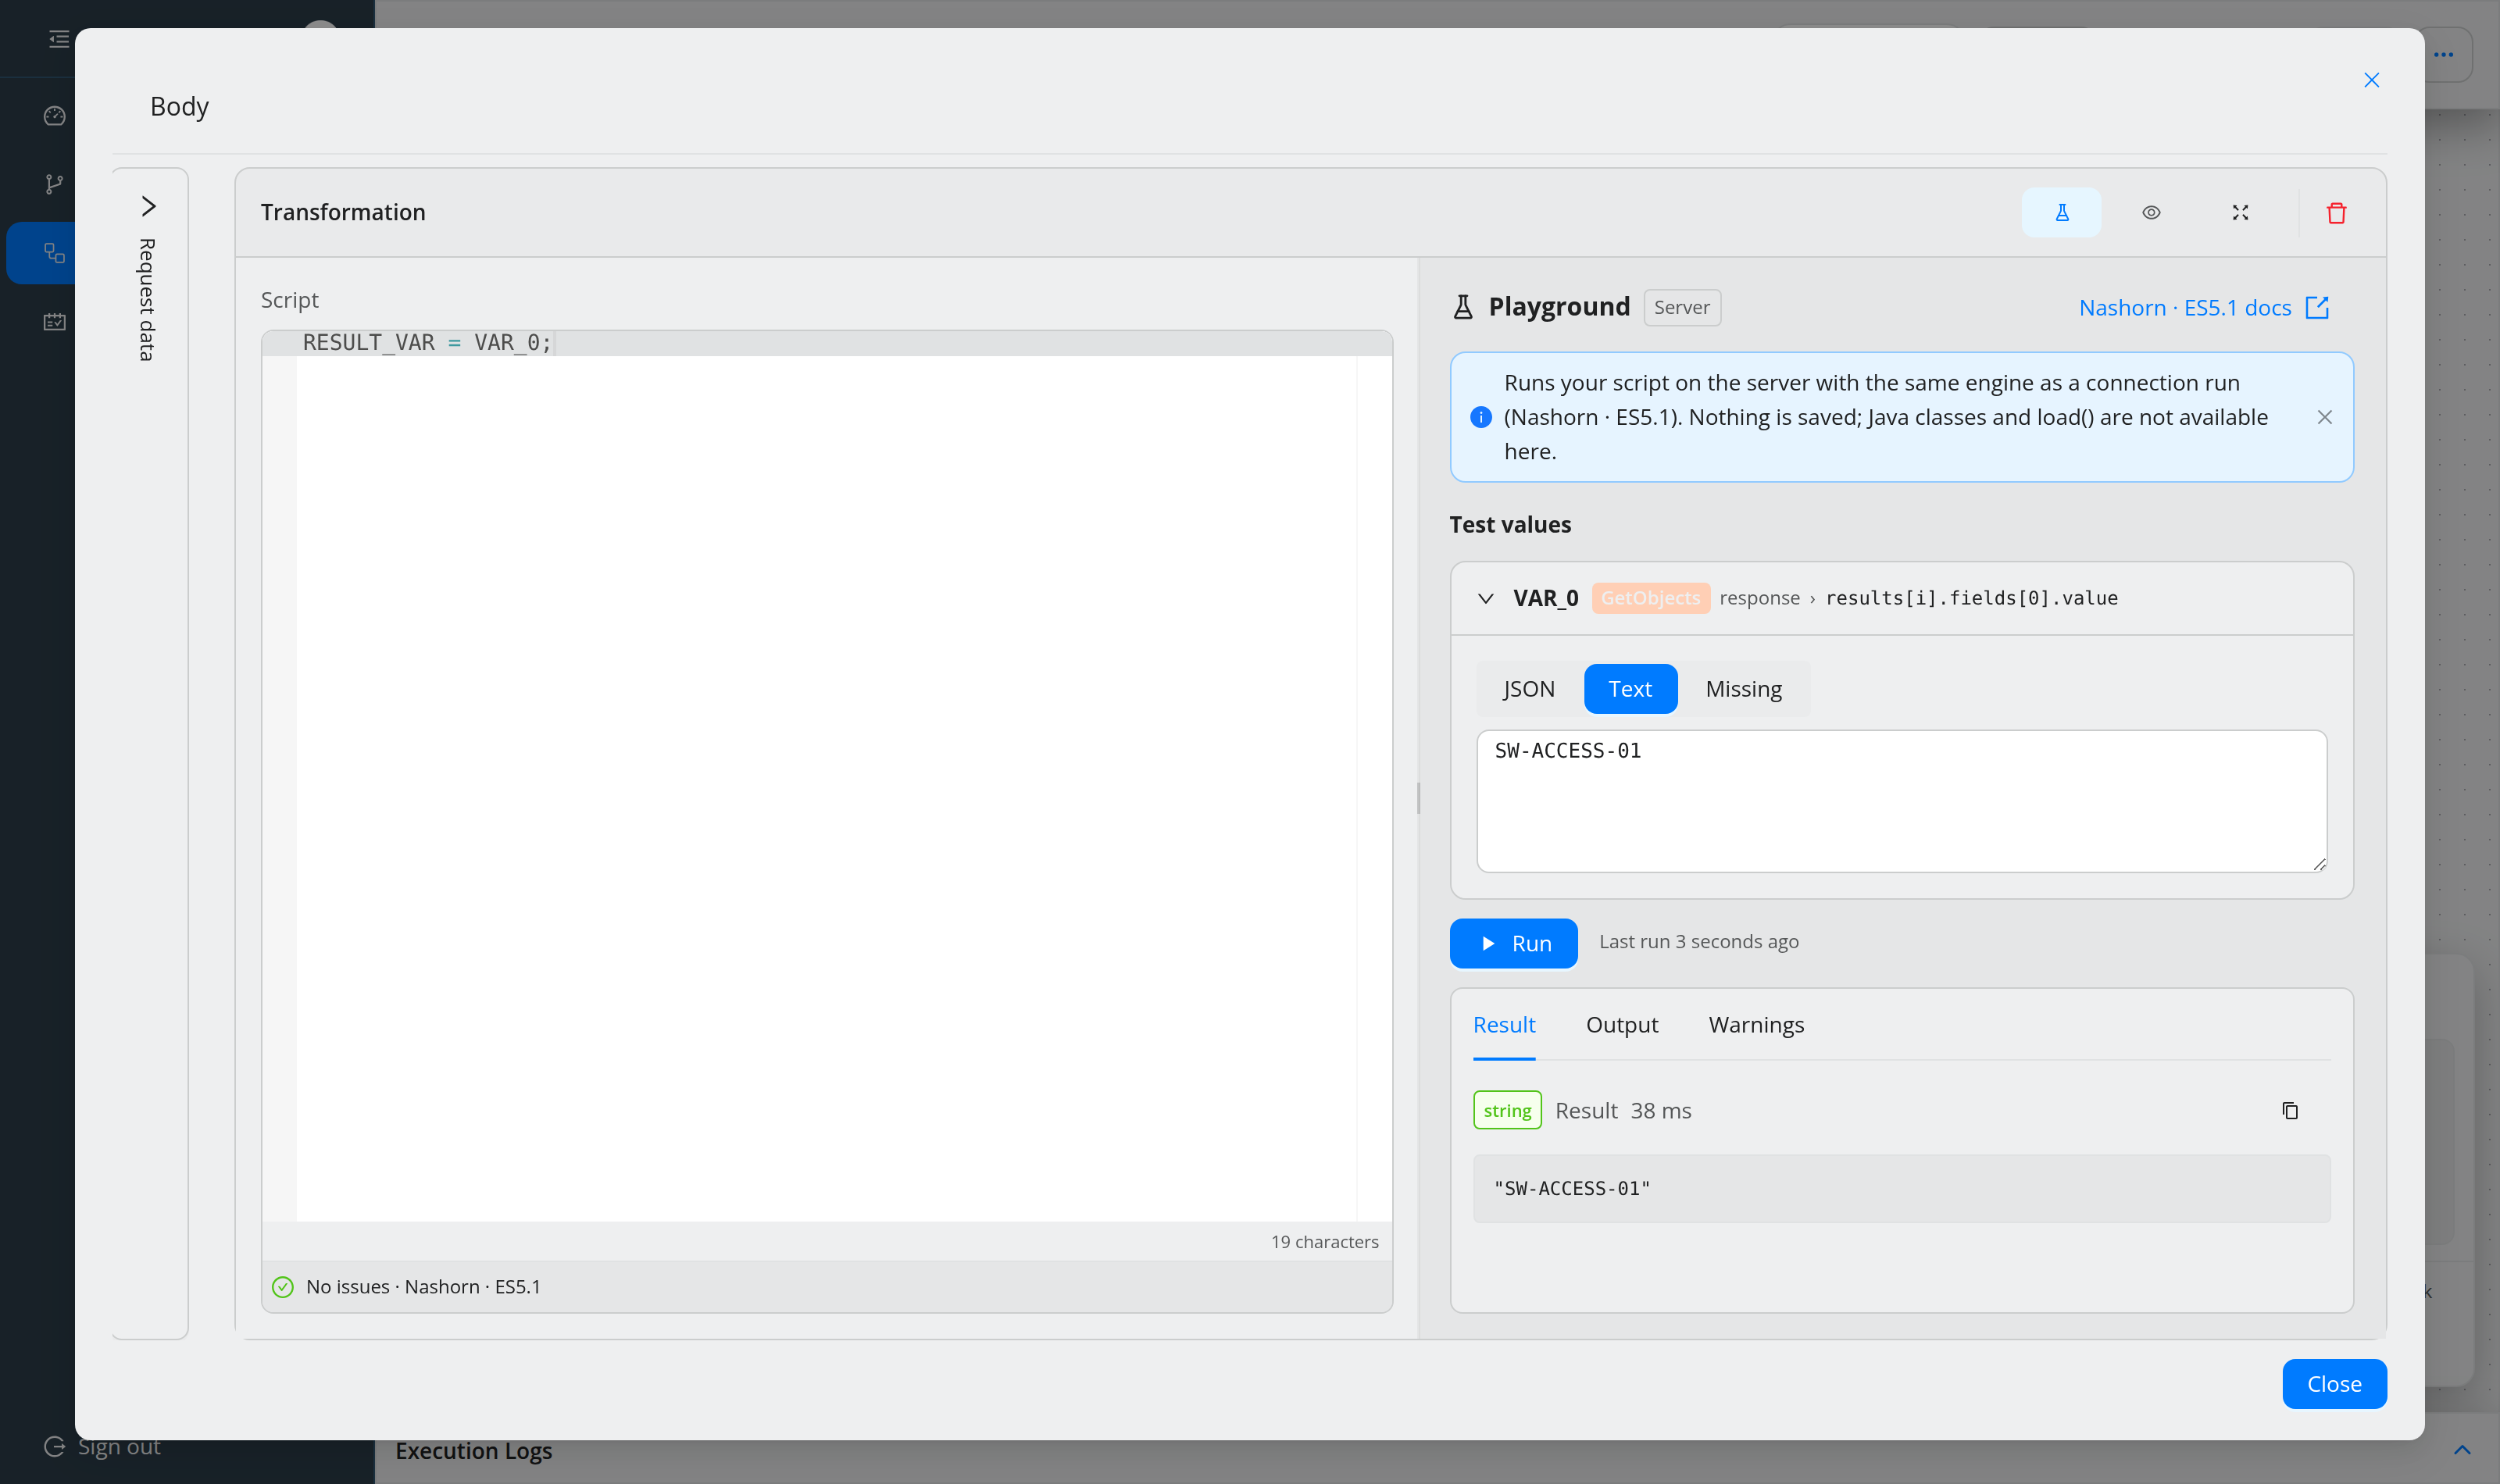 Body
Request data
Transformation
Script
RESULT_VAR = VAR_0;
19 characters
No issues · Nashorn · ES5.1
Playground
Server
Nashorn · ES5.1 docs
Runs your script on the server with the same engine as a connection run
(Nashorn · ES5.1). Nothing is saved; Java classes and load() are not available
here.
Test values
VAR_0 GetObjects response › results[i].fields[0].value
JSON Text Missing
SW-ACCESS-01
Run
Last run 3 seconds ago
Result Output Warnings
string Result 38 ms
"SW-ACCESS-01"
Close
Sign out
Execution Logs